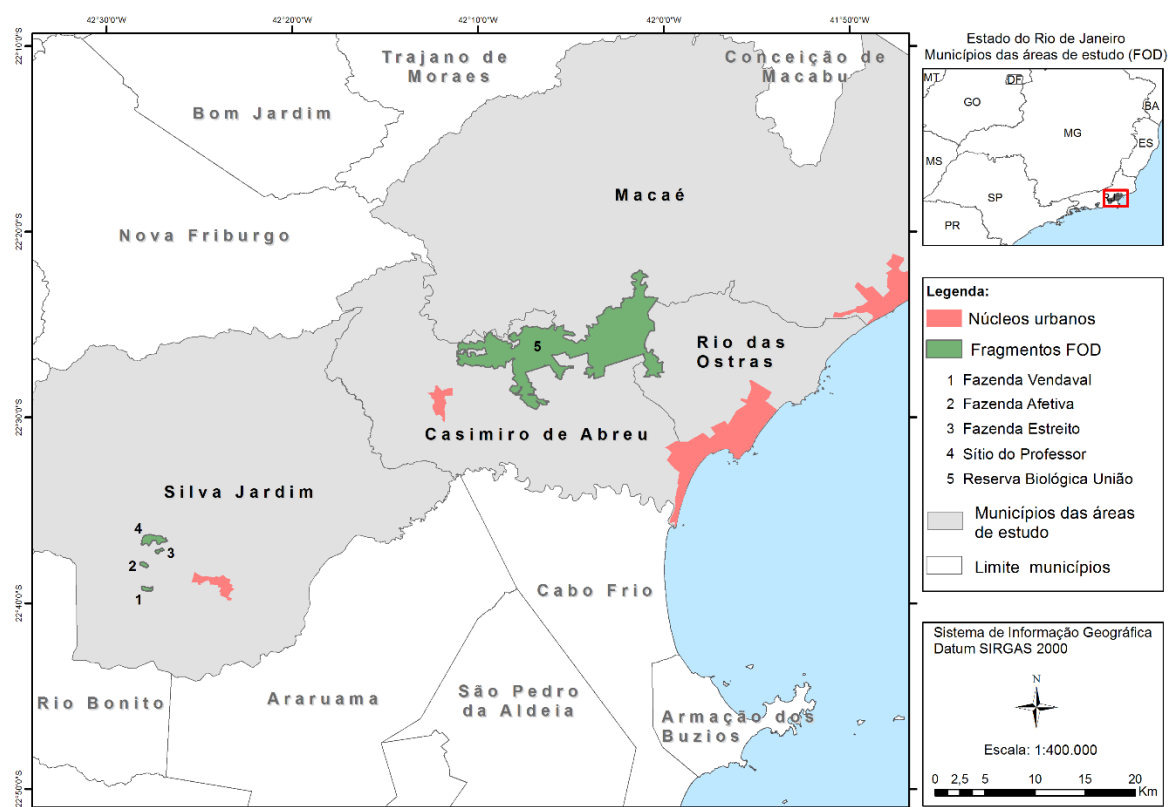 42°30'0"W
42°20'0"W
42°10'0"W
42°0'0"W
41°50'0"W
22°10'0"S
22°20'0"S
22°30'0"S
22°40'0"S
22°50'0"S
Trajano de
Moraes
Conceição de
Macabu
Bom Jardim
Macaé
Nova Friburgo
5
Rio das
Ostras
Casimiro de Abreu
Silva Jardim
4
3
2
1
Cabo Frio
Rio Bonito
Araruama
São Pedro
da Aldeia
Armação dos
Buzios
Estado do Rio de Janeiro
Municípios das áreas de estudo (FOD)
MT
DF
GO
BA
MG
ES
MS
SP
PR
Legenda:
Núcleos urbanos
Fragmentos FOD
1 Fazenda Vendaval
2 Fazenda Afetiva
3 Fazenda Estreito
4 Sítio do Professor
5 Reserva Biológica União
Municípios das áreas
de estudo
Limite municípios
Sistema de Informação Geográfica
Datum SIRGAS 2000
N
Escala: 1:400.000
0 2,5 5 10 15 20
Km